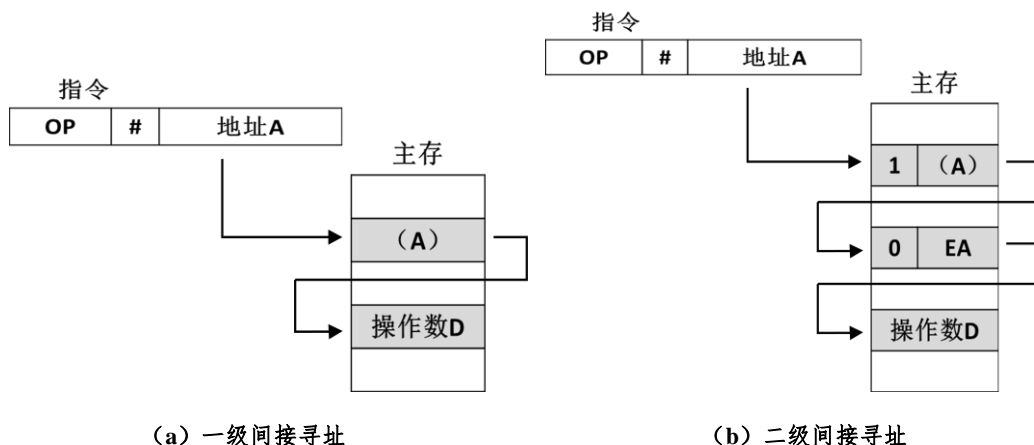 指令
OP # 地址A
主存
（A）
操作数D
（a）一级间接寻址
指令
OP # 地址A
主存
1 （A）
0 EA
操作数D
（b）二级间接寻址